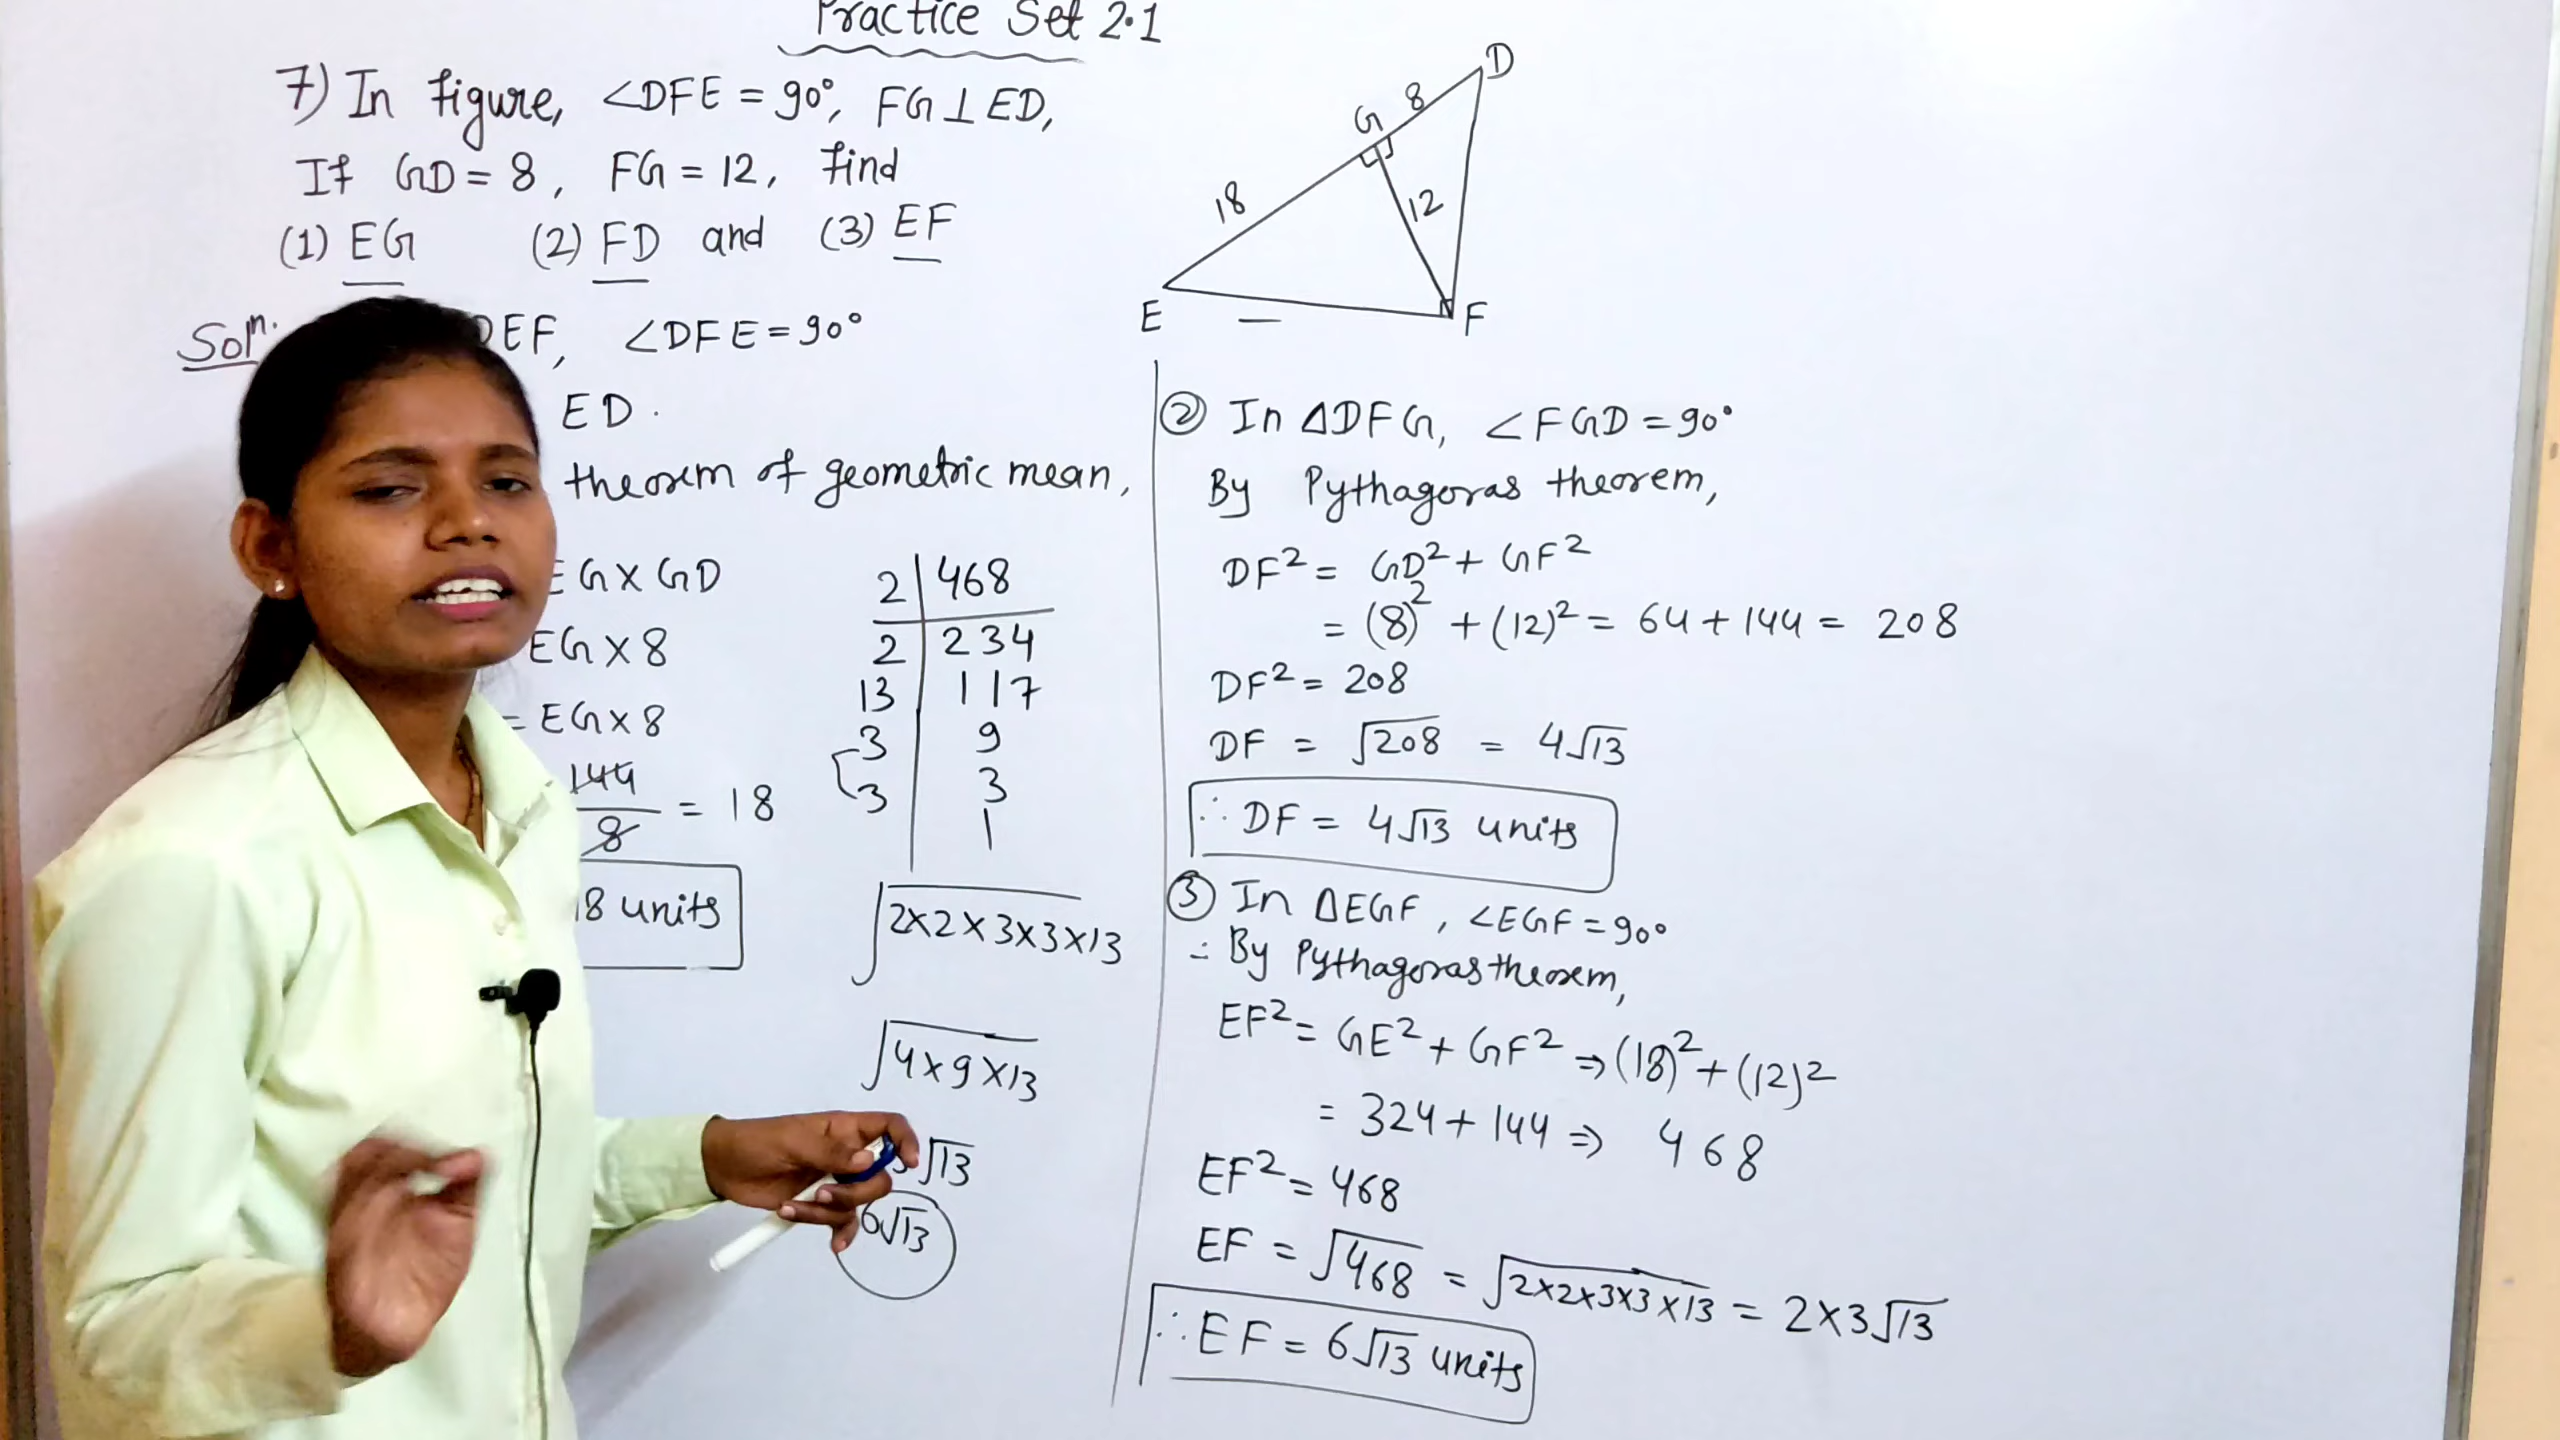 Practice Set 2.1
7) In figure, ∠DFE = 90°, FG ⊥ ED,
If GD = 8, FG = 12, find
(1) EG (2) FD and (3) EF
Solⁿ. DEF, ∠DFE = 90°
ED.
theorem of geometric mean,
EG × GD
EG × 8
= EG × 8
144
8
= 18
18 units
2 | 468
2 | 234
13 | 117
3 | 9
3 | 3
1
√2×2×3×3×13
√4×9×13
3√13
6√13
D
8
G
18
12
E
F
② In ΔDFG, ∠FGD = 90°
By Pythagoras theorem,
DF² = GD² + GF²
= (8)² + (12)² = 64 + 144 = 208
DF² = 208
DF = √208 = 4√13
∴ DF = 4√13 units
③ In ΔEGF, ∠EGF = 90°
∴ By Pythagoras theorem,
EF² = GE² + GF² ⇒ (18)² + (12)²
= 324 + 144 ⇒ 468
EF² = 468
EF = √468 = √2×2×3×3×13 = 2×3√13
∴ EF = 6√13 units